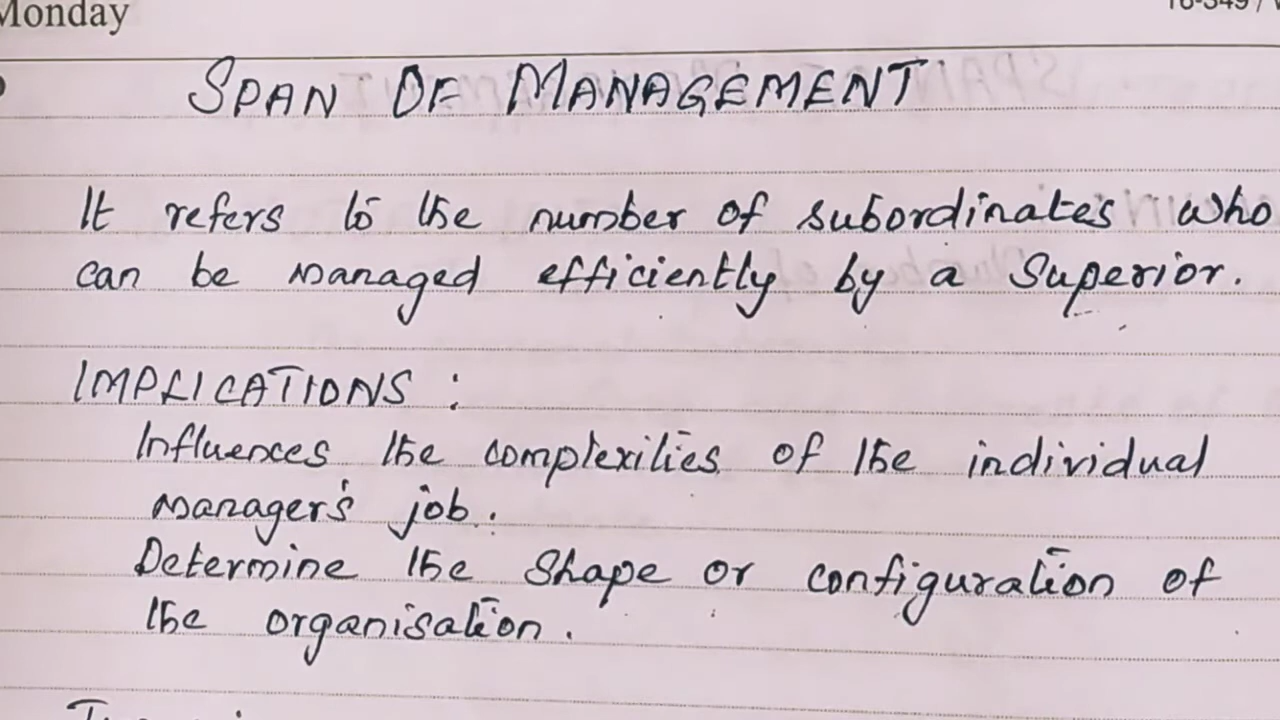 Monday
SPAN OF MANAGEMENT
It refers to the number of subordinates who
can be managed efficiently by a Superior.
IMPLICATIONS :
Influences the complexities of the individual
manager's job.
Determine the Shape or configuration of
the organisation.